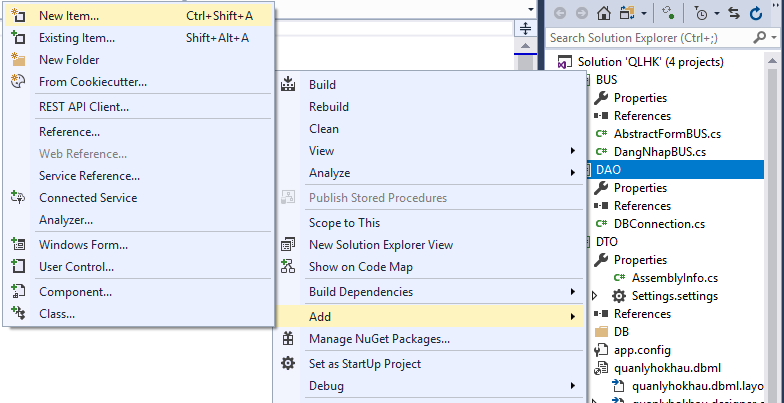 New Item... Ctrl+Shift+A
Existing Item... Shift+Alt+A
New Folder
From Cookiecutter...
REST API Client...
Reference...
Web Reference...
Service Reference...
Connected Service
Analyzer...
Windows Form...
User Control...
Component...
Class...
Build
Rebuild
Clean
View
Analyze
Publish Stored Procedures
Scope to This
New Solution Explorer View
Show on Code Map
Build Dependencies
Add
Manage NuGet Packages...
Set as StartUp Project
Debug
Search Solution Explorer (Ctrl+;)
Solution 'QLHK' (4 projects)
BUS
Properties
References
C# AbstractFormBUS.cs
C# DangNhapBUS.cs
DAO
Properties
References
C# DBConnection.cs
DTO
Properties
C# AssemblyInfo.cs
Settings.settings
References
DB
app.config
quanlyhokhau.dbml
quanlyhokhau.dbml.layo
quanlyhokhau.designer.c